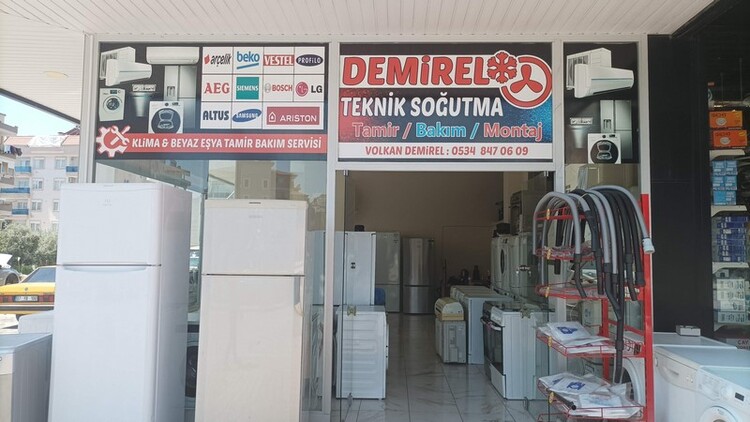 arçelik beko VESTEL PROFiLO
AEG SIEMENS BOSCH LG
ALTUS SAMSUNG ARISTON
KLİMA & BEYAZ EŞYA TAMİR BAKIM SERVİSİ
DEMİREL
TEKNİK SOĞUTMA
Tamir / Bakım / Montaj
VOLKAN DEMİREL : 0534 847 06 09